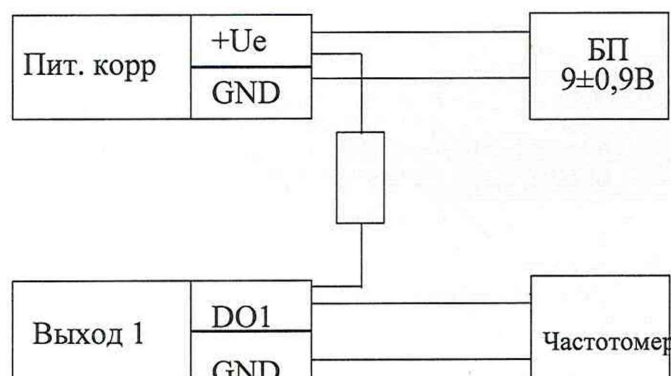 Пит. корр
+Ue
GND
БП
9±0,9В
Выход 1
DO1
GND
Частотомер